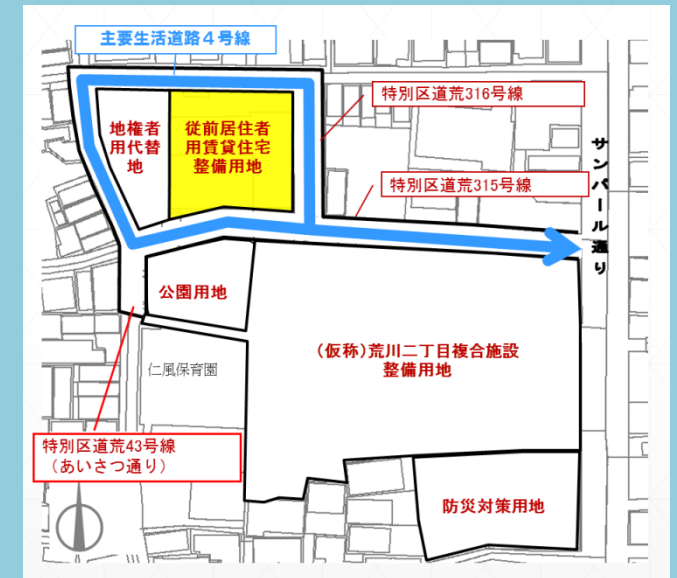 主要生活道路4号線
特別区道荒316号線
地権者
用代替
地
従前居住者
用賃貸住宅
整備用地
特別区道荒315号線
サンパール通り
公園用地
(仮称)荒川二丁目複合施設
整備用地
仁風保育園
特別区道荒43号線
(あいさつ通り)
防災対策用地